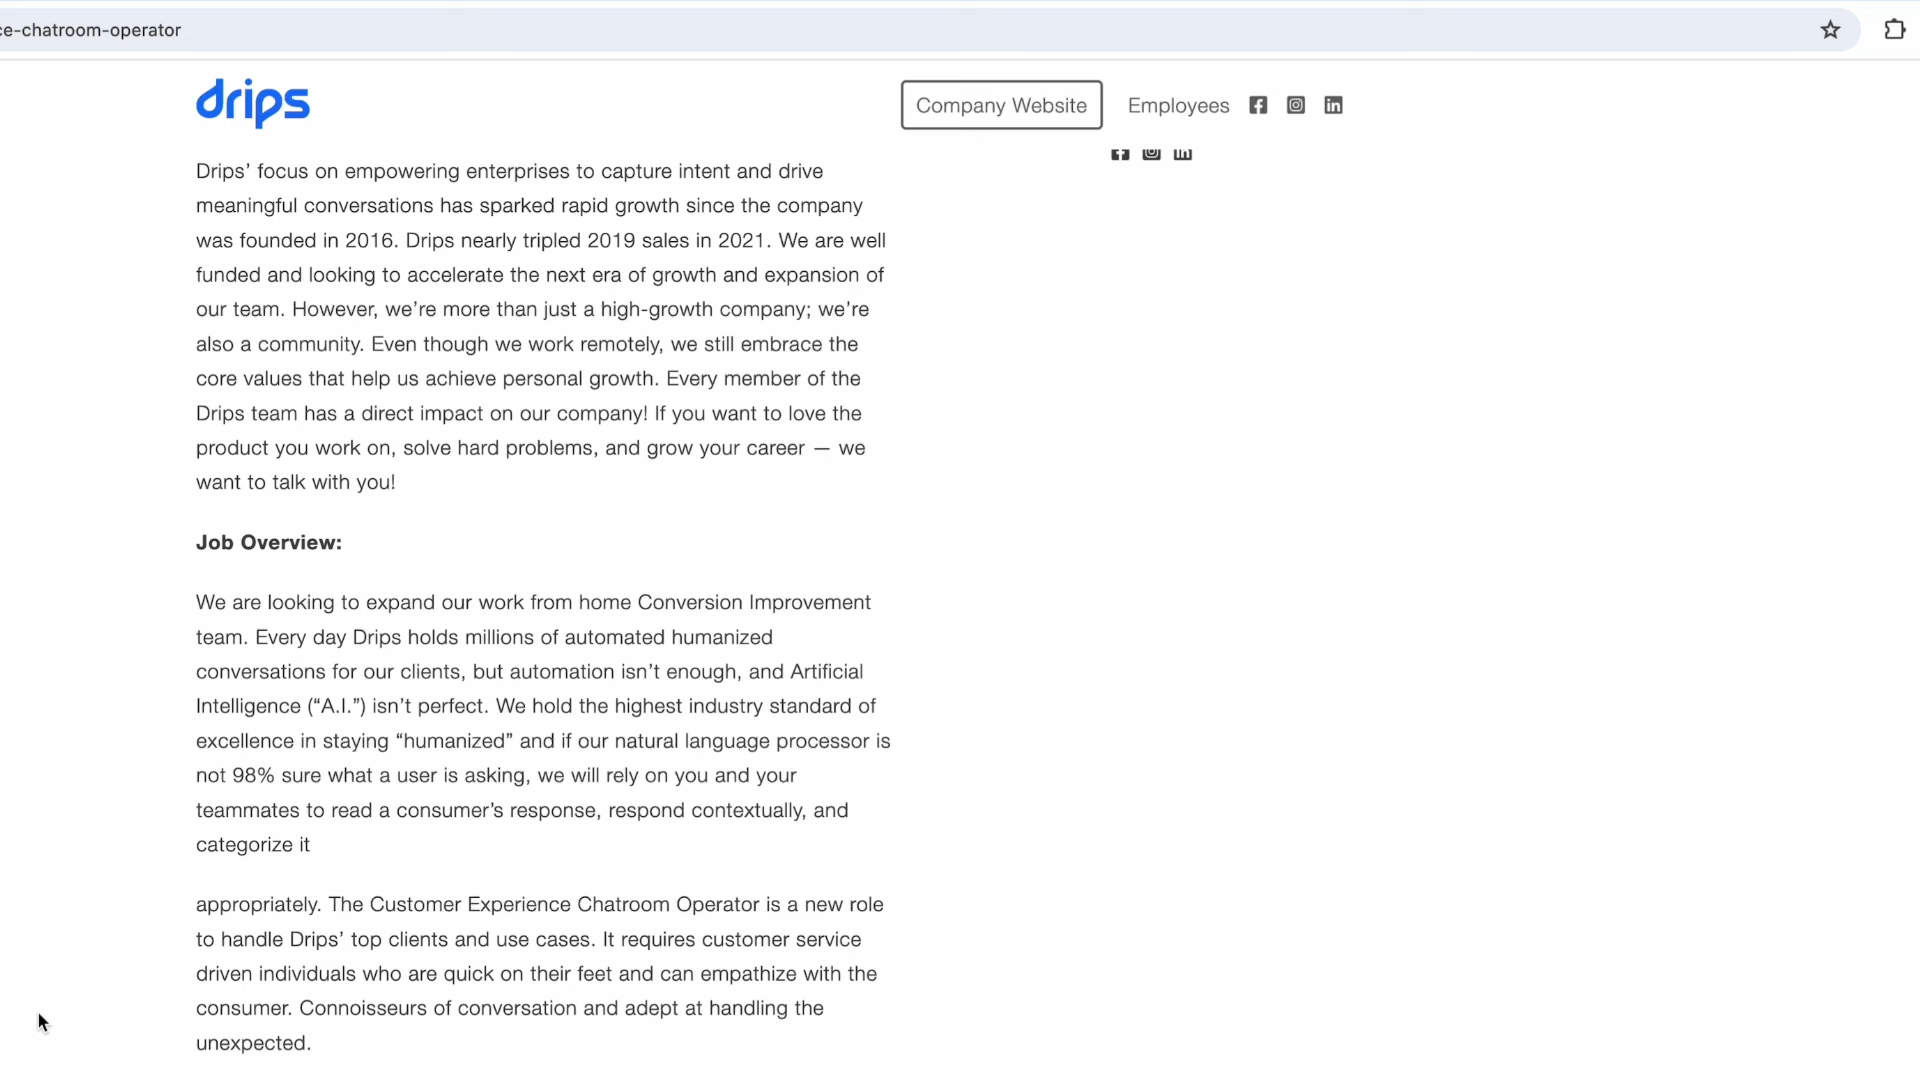 ce-chatroom-operator
drips
Company Website
Employees
Drips’ focus on empowering enterprises to capture intent and drive
meaningful conversations has sparked rapid growth since the company
was founded in 2016. Drips nearly tripled 2019 sales in 2021. We are well
funded and looking to accelerate the next era of growth and expansion of
our team. However, we’re more than just a high-growth company; we’re
also a community. Even though we work remotely, we still embrace the
core values that help us achieve personal growth. Every member of the
Drips team has a direct impact on our company! If you want to love the
product you work on, solve hard problems, and grow your career — we
want to talk with you!
Job Overview:
We are looking to expand our work from home Conversion Improvement
team. Every day Drips holds millions of automated humanized
conversations for our clients, but automation isn’t enough, and Artificial
Intelligence (“A.I.”) isn’t perfect. We hold the highest industry standard of
excellence in staying “humanized” and if our natural language processor is
not 98% sure what a user is asking, we will rely on you and your
teammates to read a consumer’s response, respond contextually, and
categorize it
appropriately. The Customer Experience Chatroom Operator is a new role
to handle Drips’ top clients and use cases. It requires customer service
driven individuals who are quick on their feet and can empathize with the
consumer. Connoisseurs of conversation and adept at handling the
unexpected.